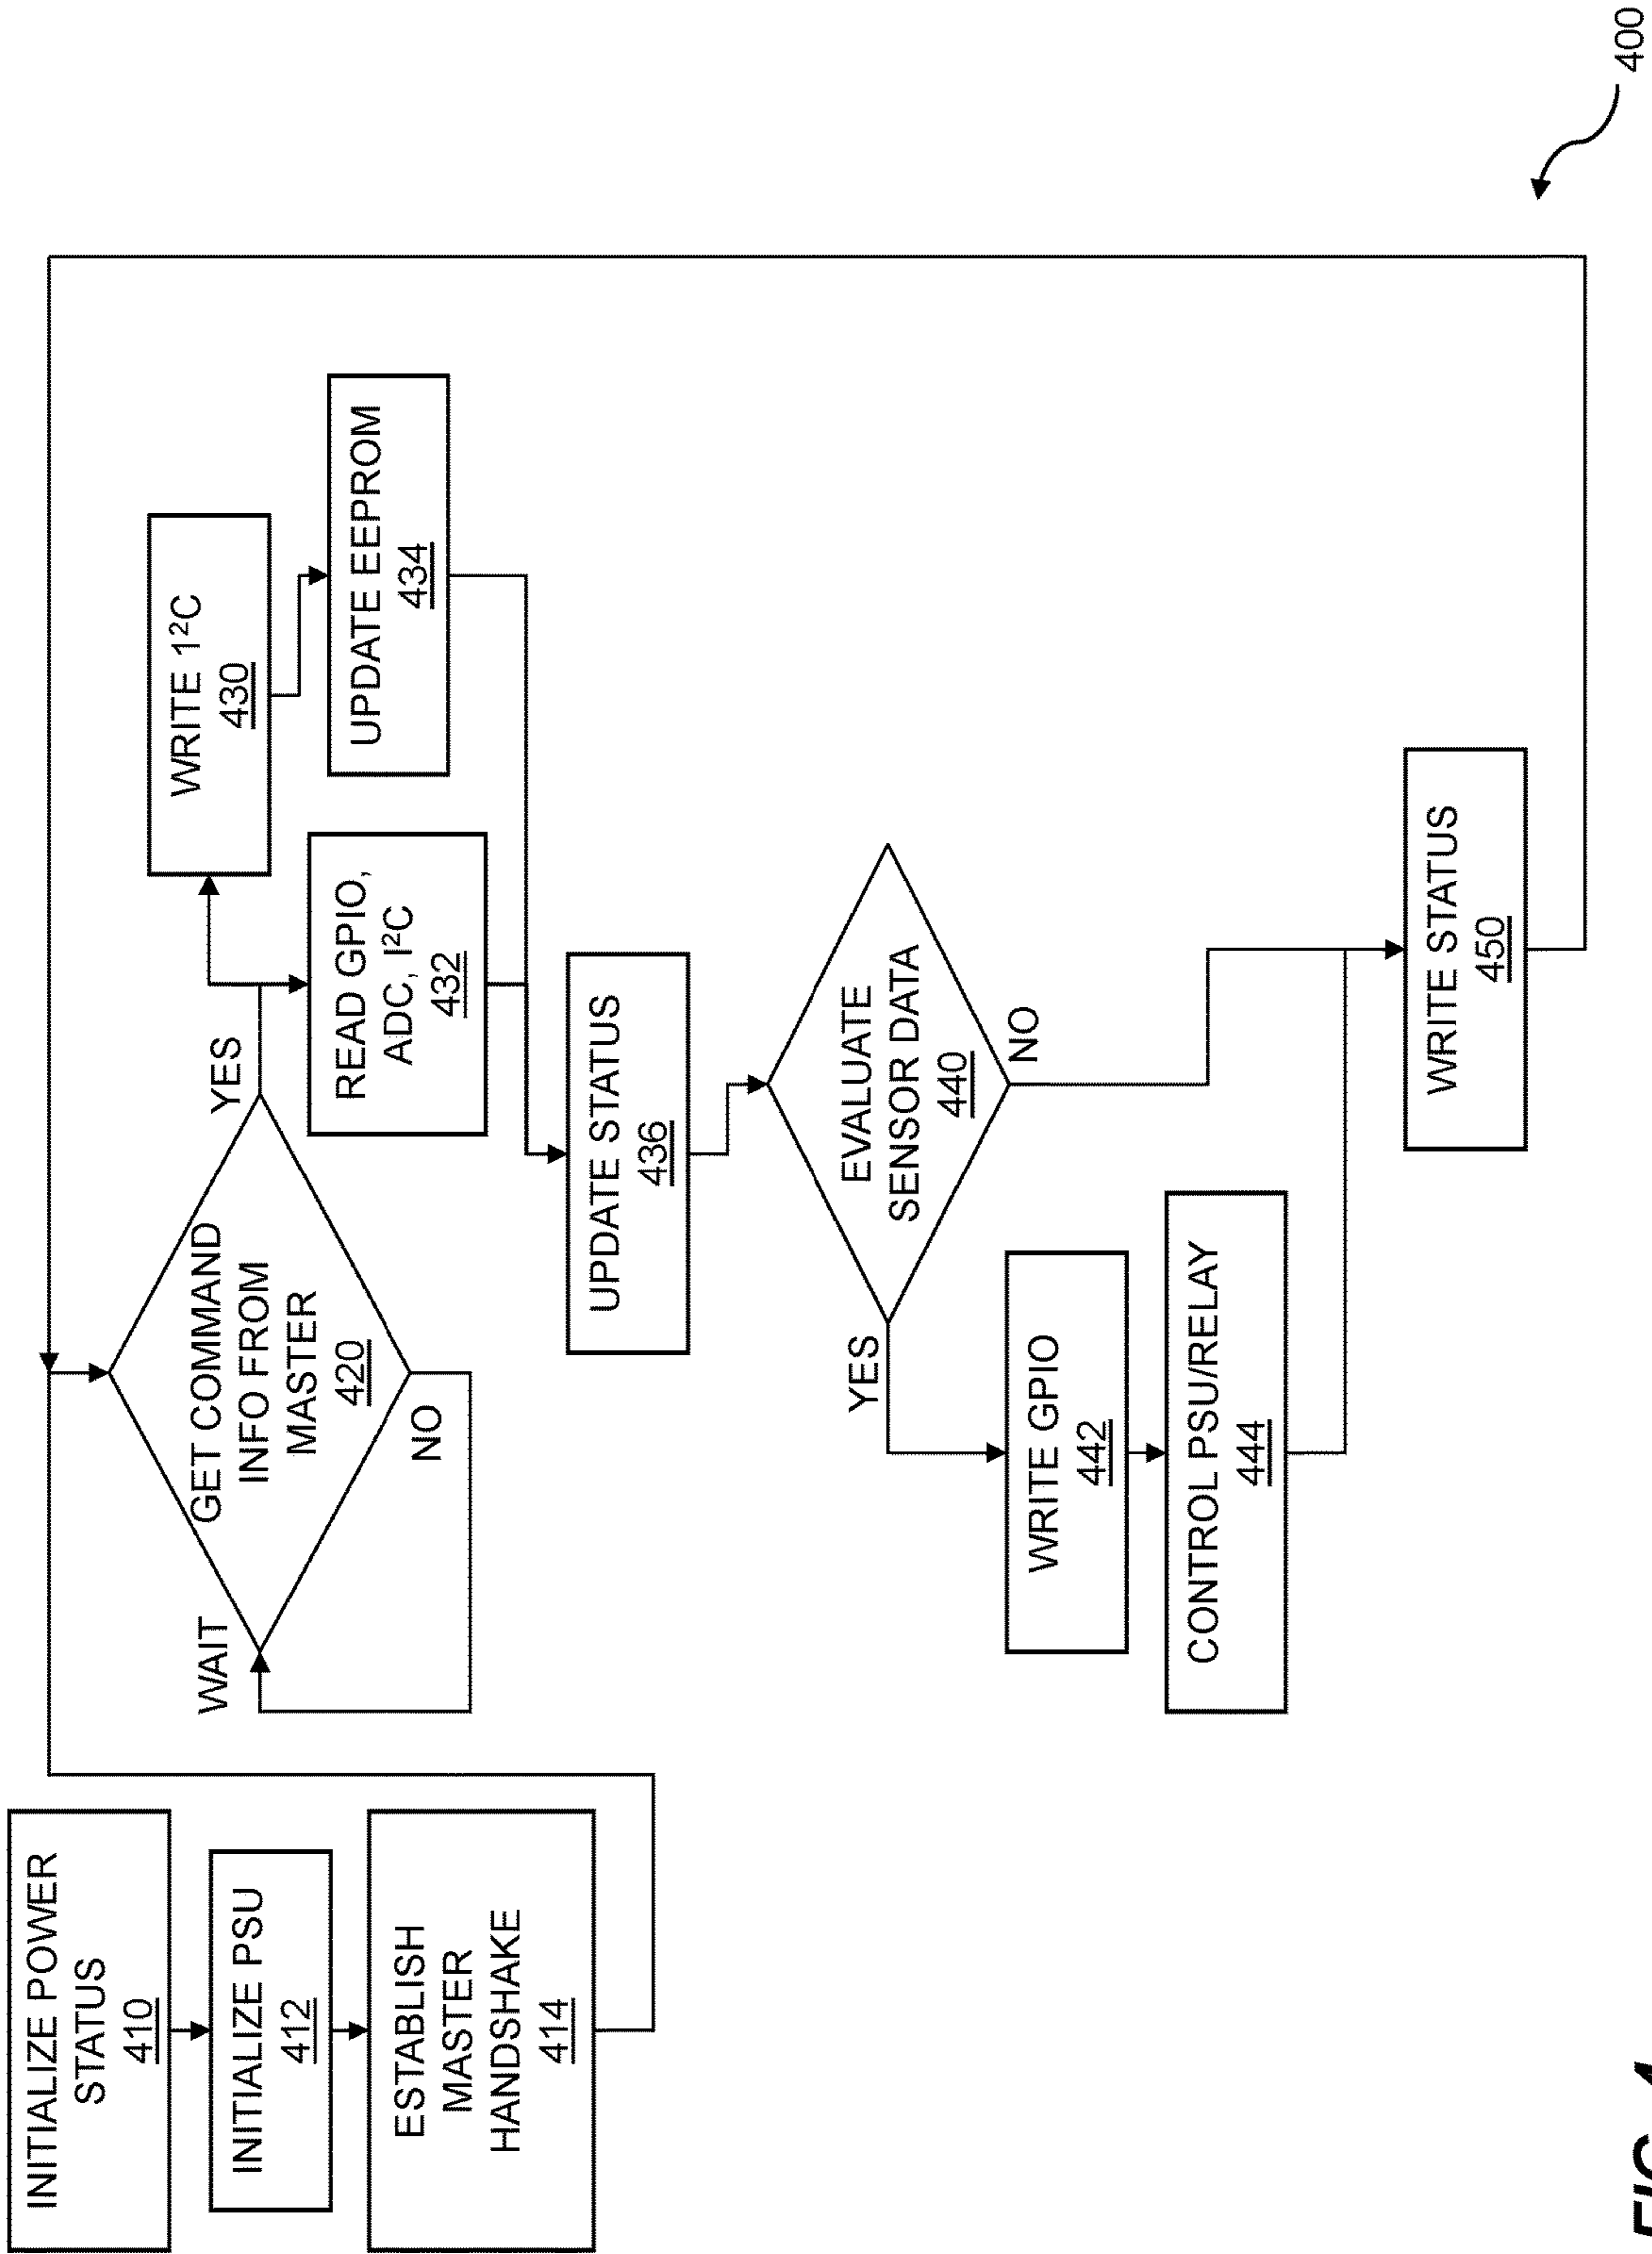 INITIALIZE POWER
STATUS
410
INITIALIZE PSU
412
ESTABLISH
MASTER
HANDSHAKE
414
WAIT
GET COMMAND
INFO FROM
MASTER
420
NO
YES
WRITE 1²C
430
READ GPIO,
ADC, I²C
432
UPDATE EEPROM
434
UPDATE STATUS
436
EVALUATE
SENSOR DATA
440
YES
NO
WRITE GPIO
442
CONTROL PSU/RELAY
444
WRITE STATUS
450
400
FIG. 4